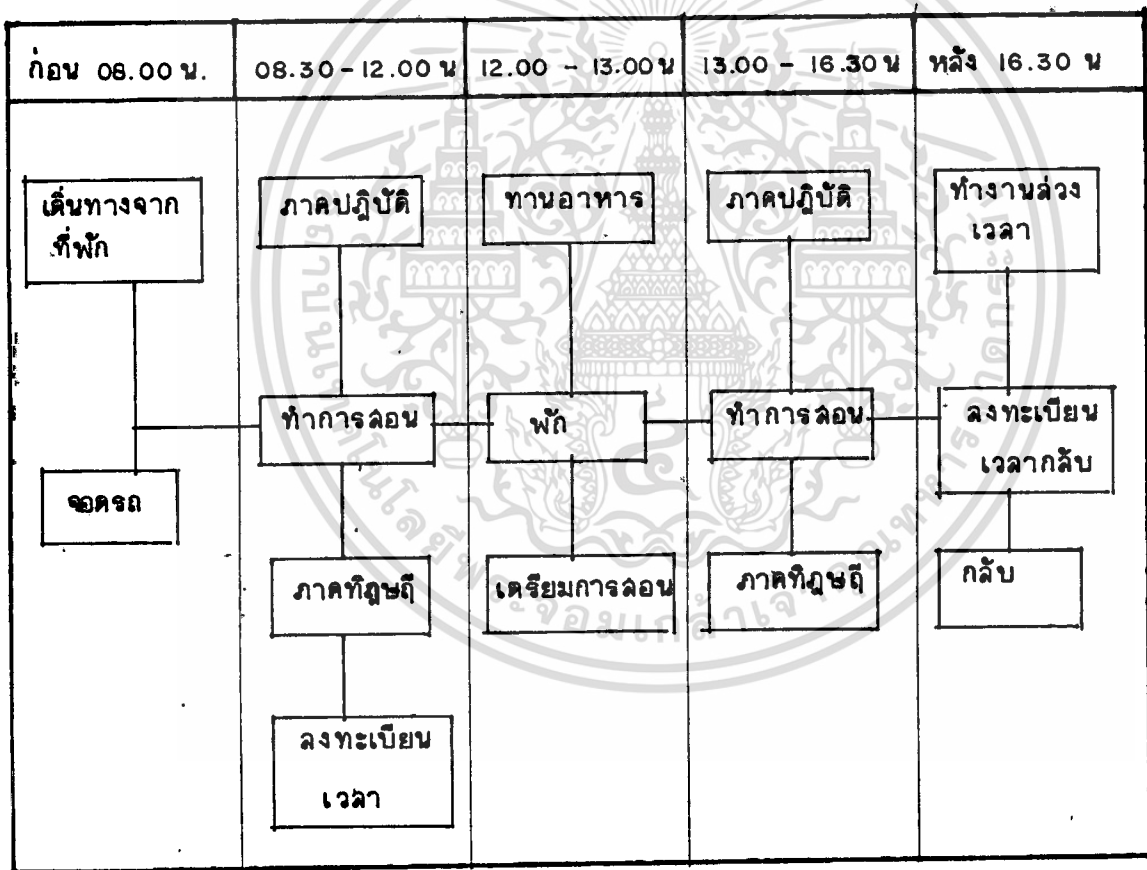 ก่อน 08.00 น.
08.30-12.00 น
12.00 - 13.00 น
13.00 - 16.30 น
หลัง 16.30 น
เดินทางจาก
ที่พัก
จอดรถ
ภาคปฎิบัติ
ทำการสอน
ภาคทิฎษฎี
ลงทะเบียน
เวลา
ทานอาหาร
พัก
เตรียมการสอน
ภาคปฎิบัติ
ทำการสอน
ภาคทิฎษฎี
ทำงานล่วง
เวลา
ลงทะเบียน
เวลากลับ
กลับ